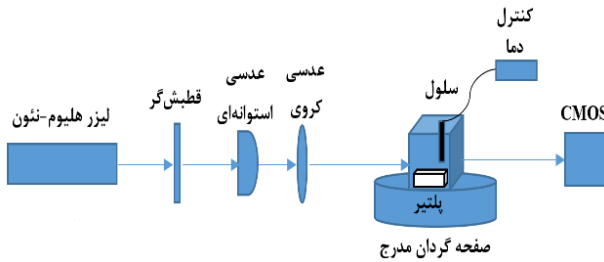 لیزر هلیوم-نئون
قطبش‌گر
عدسی
استوانه‌ای
عدسی
کروی
سلول
کنترل
دما
CMOS
پلتیر
صفحه گردان مدرج